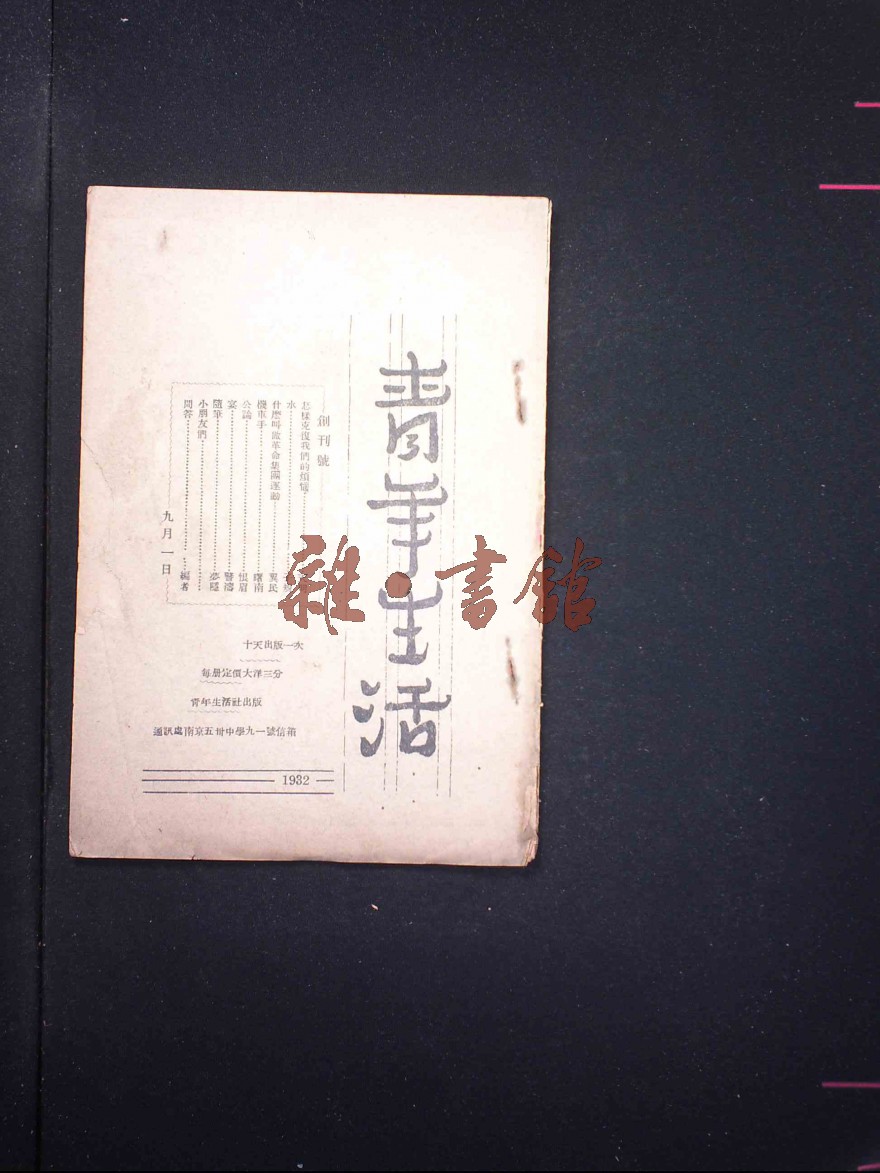 青年生活
創刊號
怎樣克復我們的煩惱
水
什麼叫做革命集團運動 翼民
機車手 曙南
公論 恨眉
宴 醫濤
隨筆 夢隱
小朋友們
問答 編者
九月一日
十天出版一次
每册定價大洋三分
青年生活社出版
通訊處南京五卅中學九一號信箱
1932
雜·書館